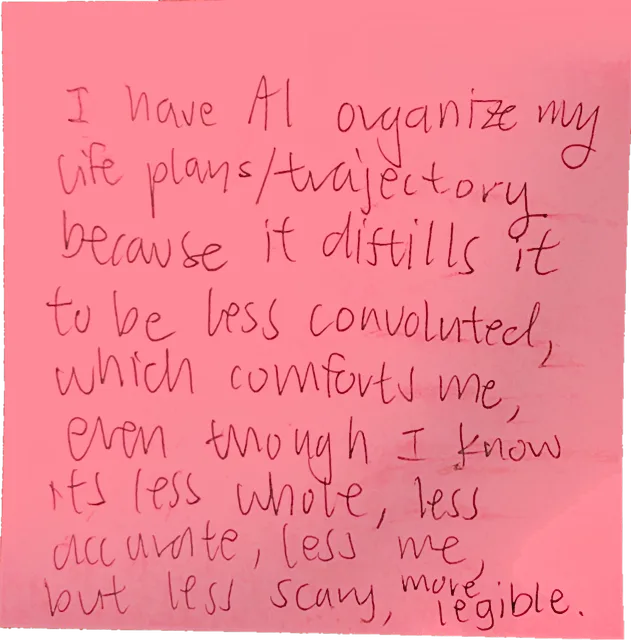 I have AI organize my
life plans/trajectory
because it distills it
to be less convoluted,
which comforts me,
even though I know
its less whole, less
accurate, less me,
but less scary, more legible.